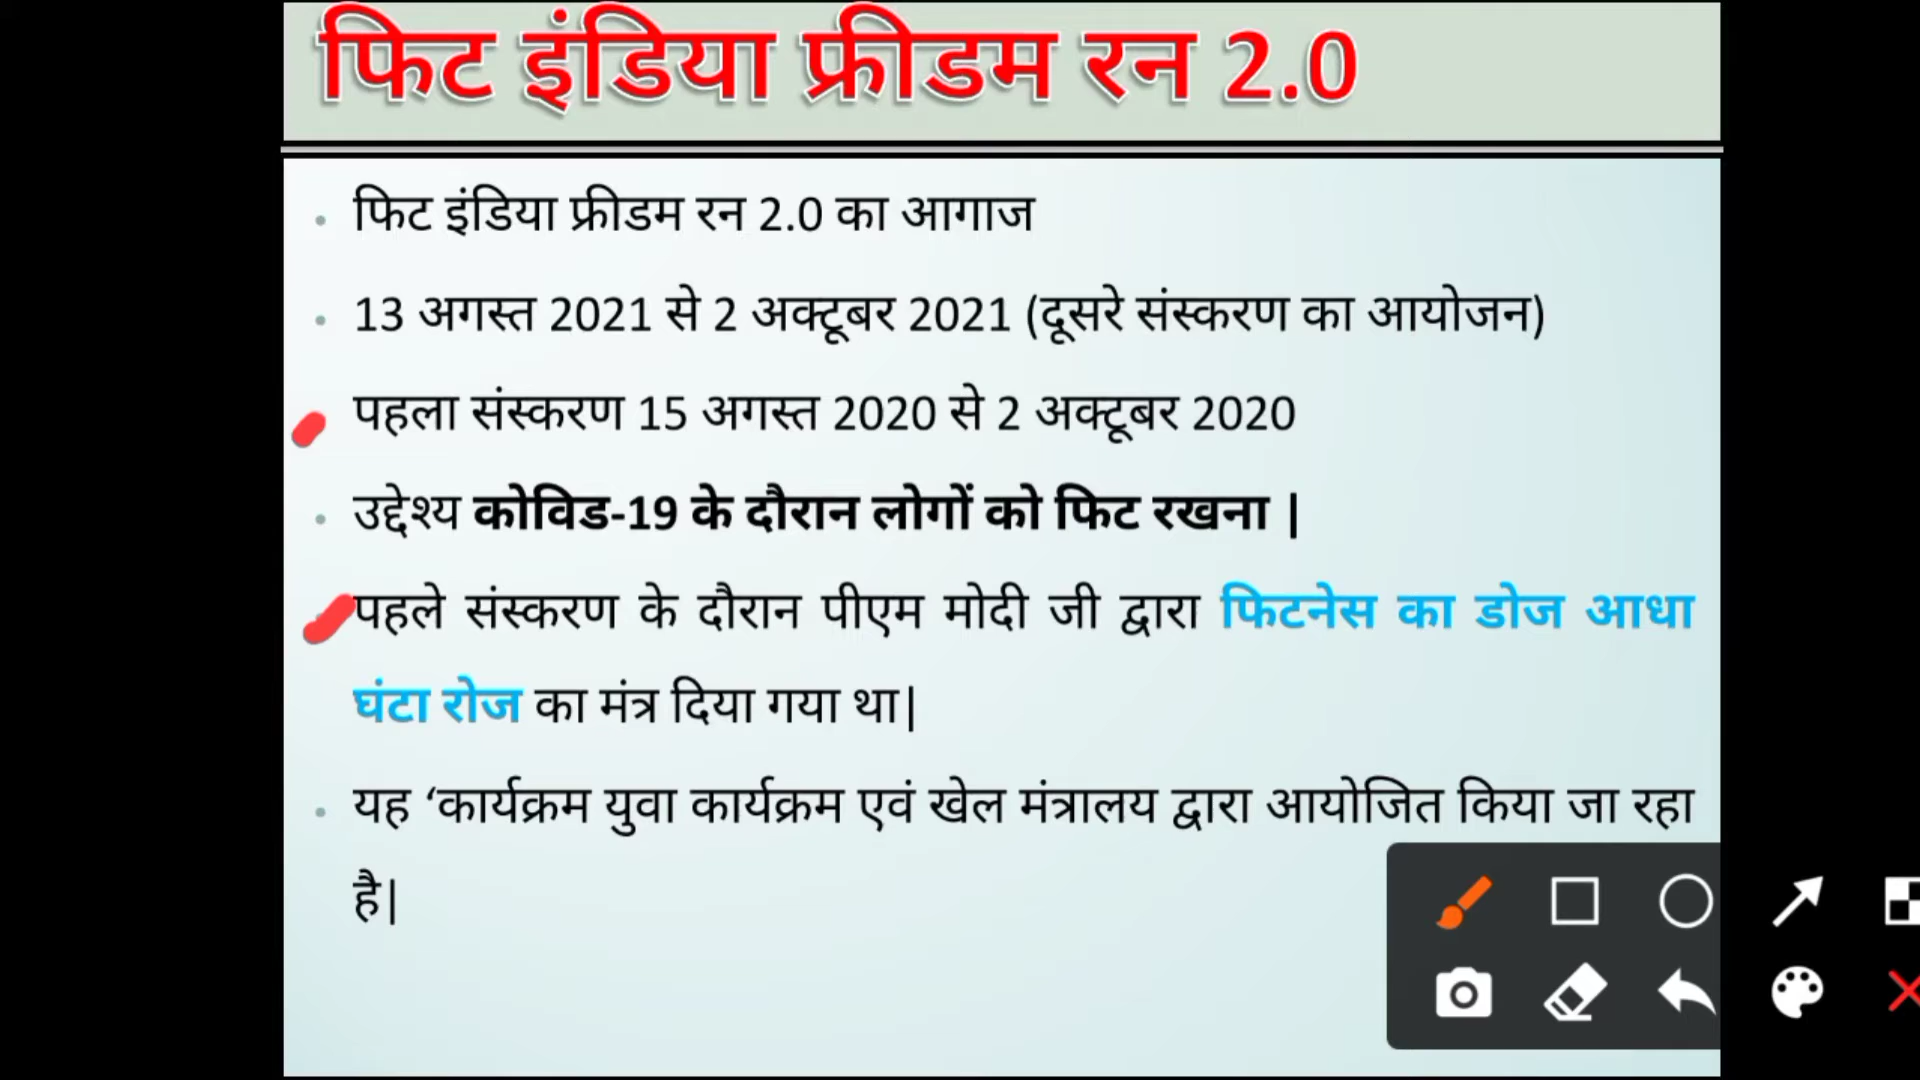 फिट इंडिया फ्रीडम रन 2.0
फिट इंडिया फ्रीडम रन 2.0 का आगाज
13 अगस्त 2021 से 2 अक्टूबर 2021 (दूसरे संस्करण का आयोजन)
पहला संस्करण 15 अगस्त 2020 से 2 अक्टूबर 2020
उद्देश्य कोविड-19 के दौरान लोगों को फिट रखना |
पहले संस्करण के दौरान पीएम मोदी जी द्वारा फिटनेस का डोज आधा
घंटा रोज का मंत्र दिया गया था|
यह ‘कार्यक्रम युवा कार्यक्रम एवं खेल मंत्रालय द्वारा आयोजित किया जा रहा
है|